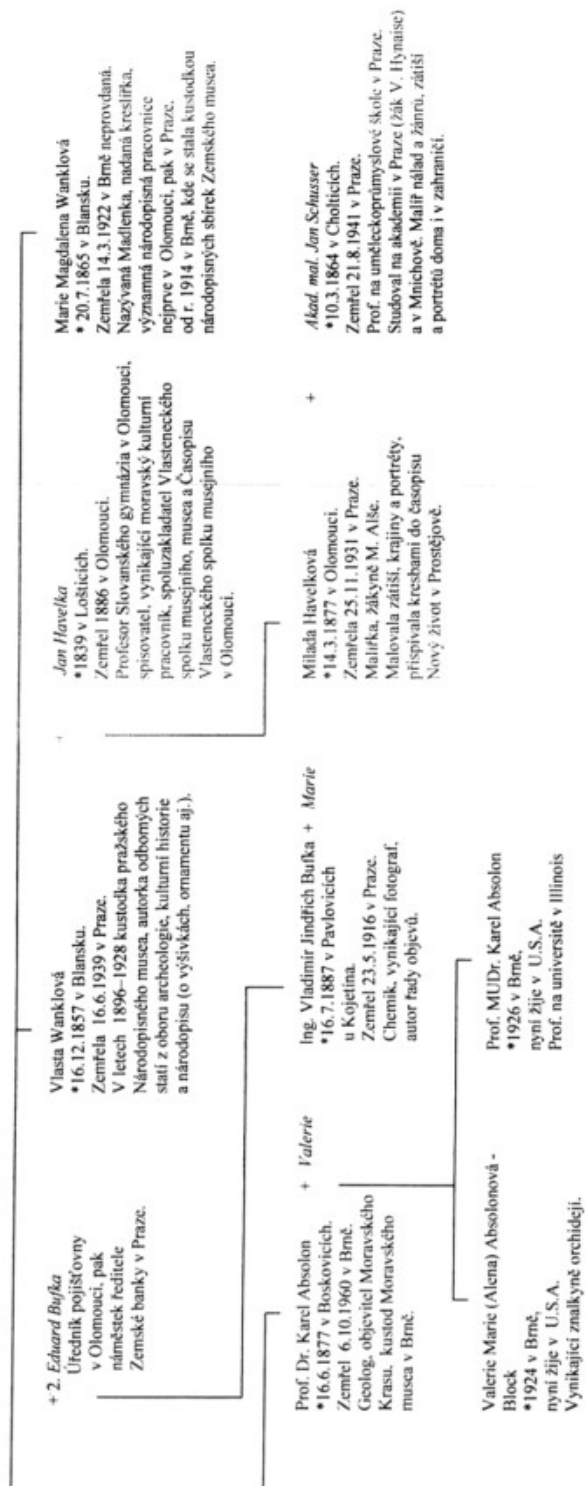 + 2. Eduard Bufka
Úředník pojišťovny
v Olomouci, pak
náměstek ředitele
Zemské banky v Praze.
Vlasta Wanklová
*16.12.1857 v Blansku.
Zemřela 16.6.1939 v Praze.
V letech 1896–1928 kustodka pražského
Národopisného musea, autorka odborných
statí z oboru archeologie, kulturní historie
a národopisu (o výšivkách, ornamentu aj.).
+
Jan Havelka
*1839 v Lošticích.
Zemřel 1886 v Olomouci.
Profesor Slovanského gymnázia v Olomouci,
spisovatel, vynikající moravský kulturní
pracovník, spoluzakladatel Vlasteneckého
spolku musejního, musea a Časopisu
Vlasteneckého spolku musejního
v Olomouci.
Marie Magdalena Wanklová
* 20.7.1865 v Blansku.
Zemřela 14.3.1922 v Brně neprovdaná.
Nazývaná Madlenka, nadaná kreslířka,
významná národopisná pracovnice
nejprve v Olomouci, pak v Praze,
od r. 1914 v Brně, kde se stala kustodkou
národopisných sbírek Zemského musea.
Prof. Dr. Karel Absolon + Valerie
*16.6.1877 v Boskovicích.
Zemřel 6.10.1960 v Brně.
Geolog, objevitel Moravského
Krasu, kustod Moravského
musea v Brně.
Ing. Vladimír Jindřich Bufka + Marie
*16.7.1887 v Pavlovicích
u Kojetína.
Zemřel 23.5.1916 v Praze.
Chemik, vynikající fotograf,
autor řady objevů.
Milada Havelková
*14.3.1877 v Olomouci.
Zemřela 25.11.1931 v Praze.
Malířka, žákyně M. Alše.
Malovala zátiší, krajiny a portréty,
přispívala kresbami do časopisu
Nový život v Prostějově.
+
Akad. mal. Jan Schusser
*10.3.1864 v Cholticích.
Zemřel 21.8.1941 v Praze.
Prof. na uměleckoprůmyslové škole v Praze.
Studoval na akademii v Praze (žák V. Hynaise)
a v Mnichově. Malíř nálad a žánru, zátiší
a portrétů doma i v zahraničí.
Valerie Marie (Alena) Absolonová -
Block
*1924 v Brně,
nyní žije v U.S.A.
Vynikající znalkyně orchidejí.
Prof. MUDr. Karel Absolon
*1926 v Brně,
nyní žije v U.S.A.
Prof. na universitě v Illinois